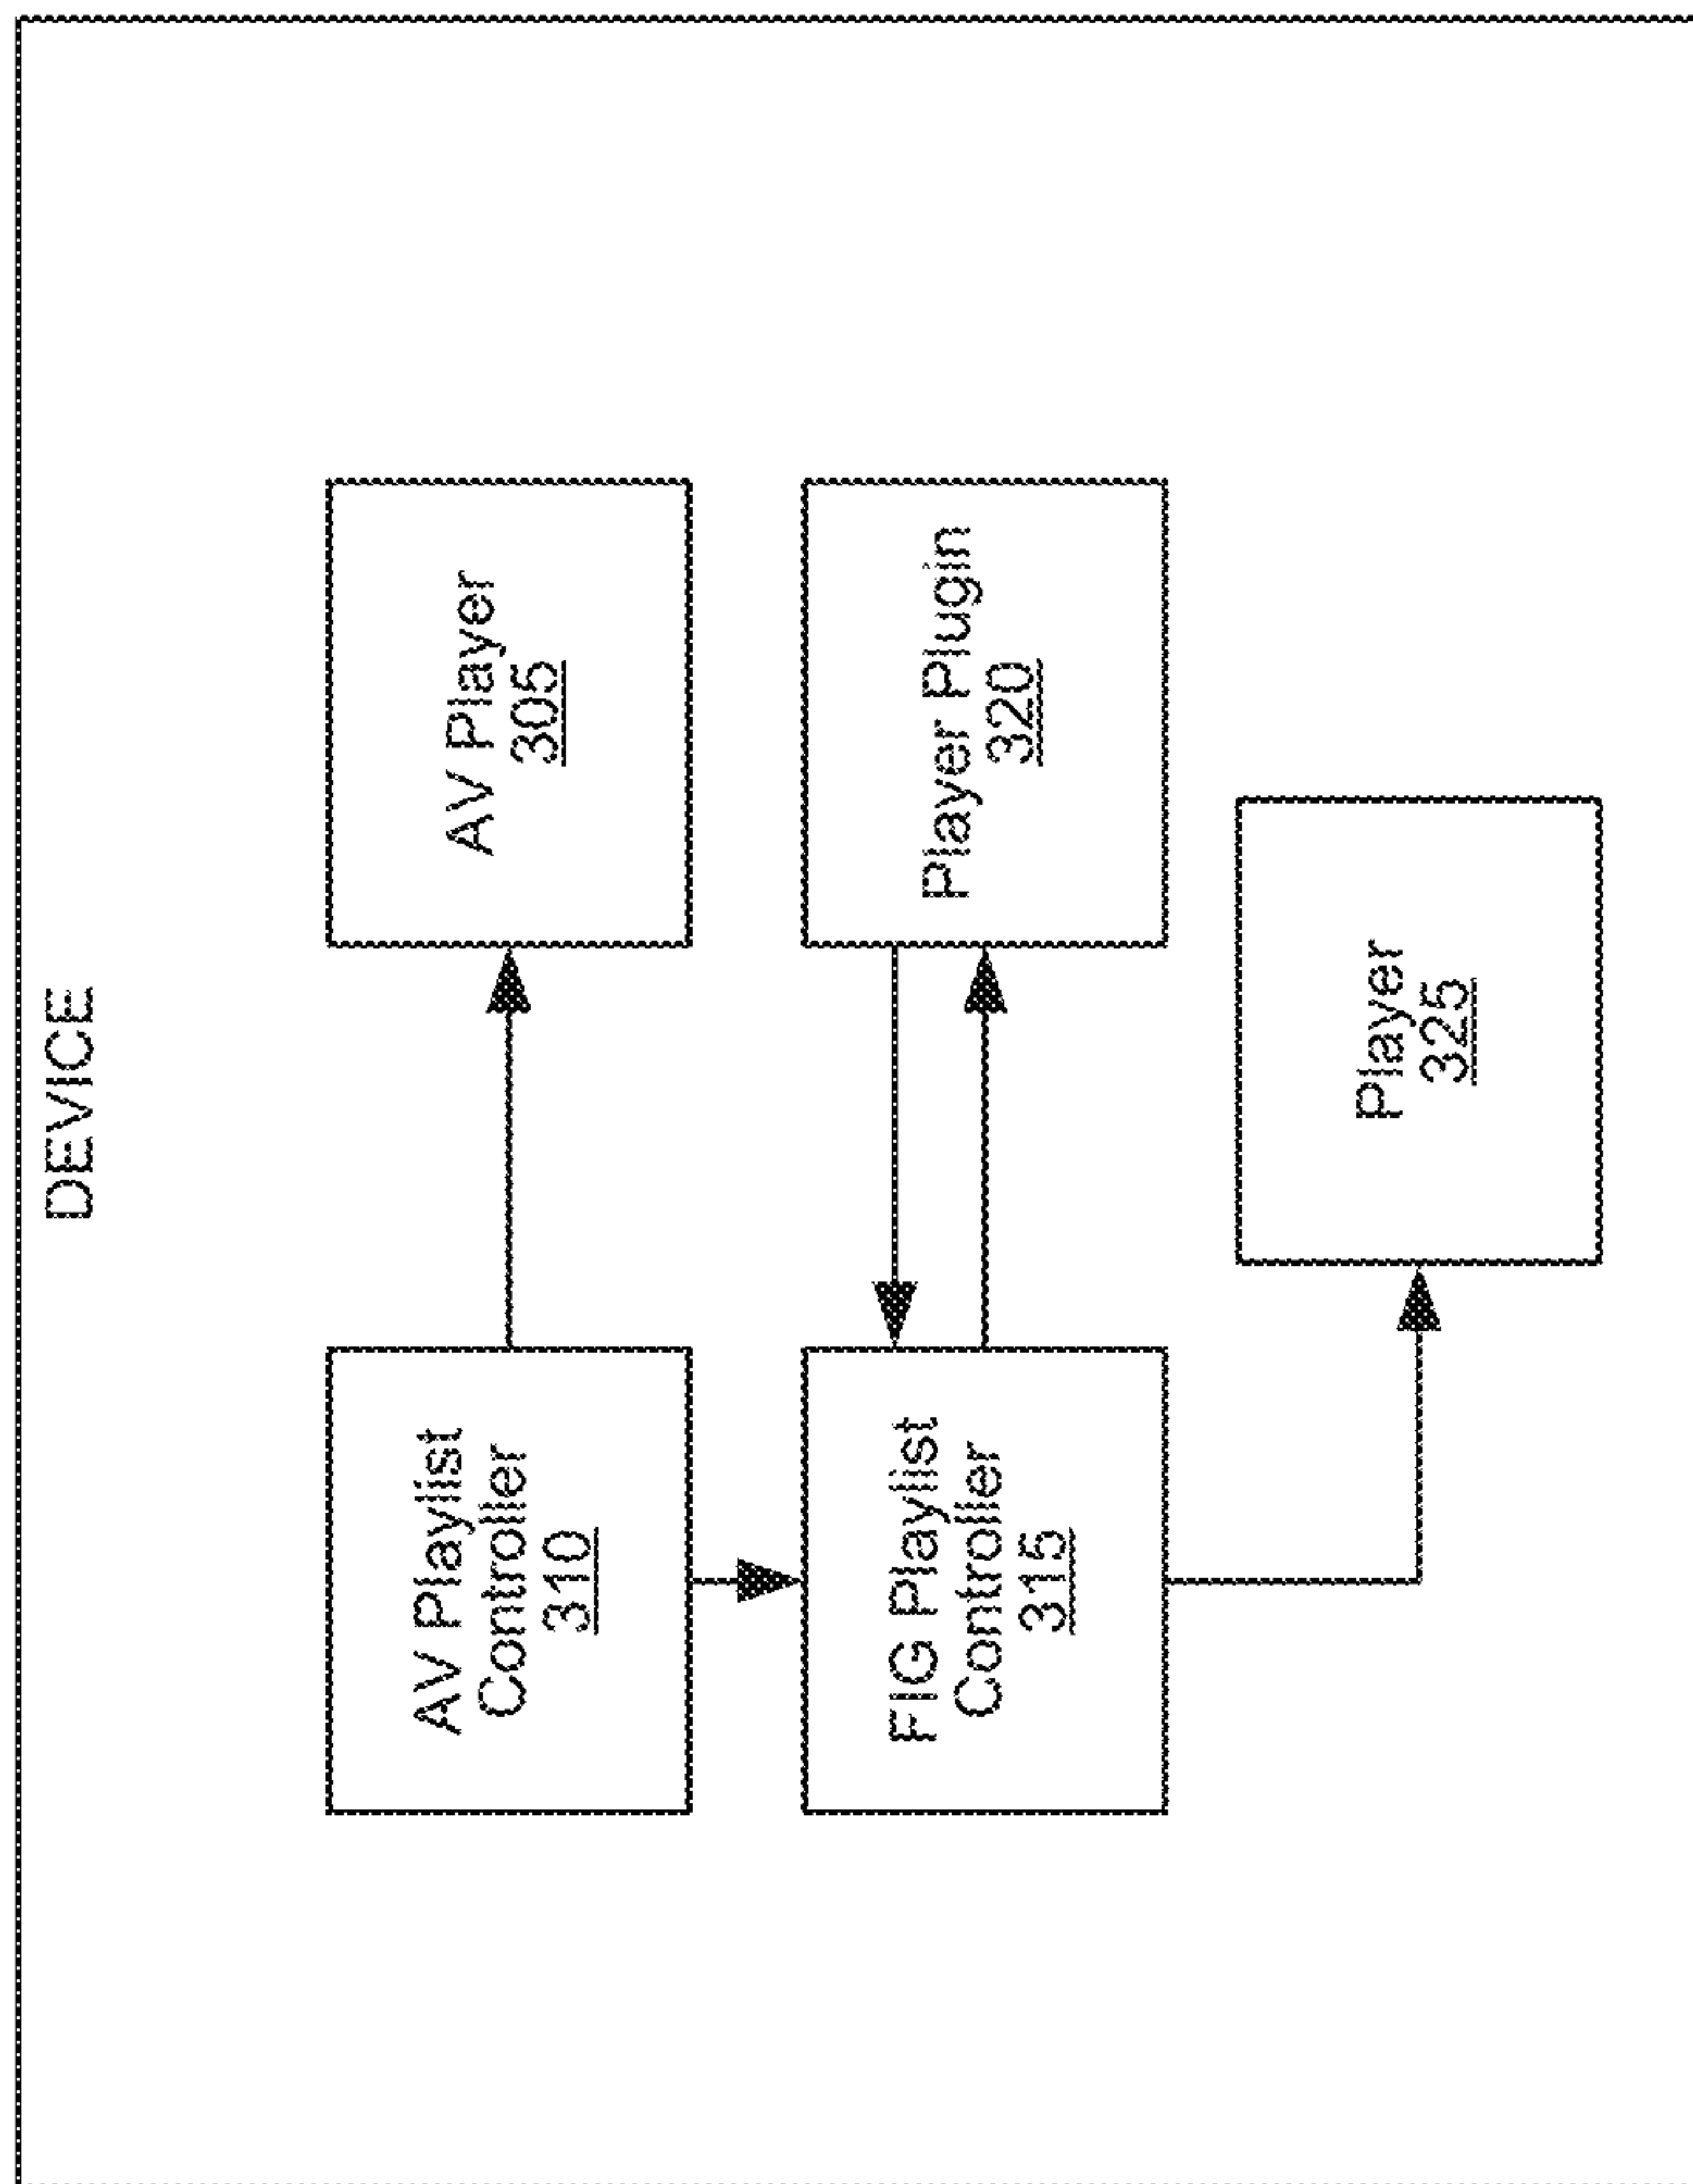 DEVICE
AV Playlist
Controller
310
AV Player
305
FIG Playlist
Controller
315
Player Plugin
320
Player
325